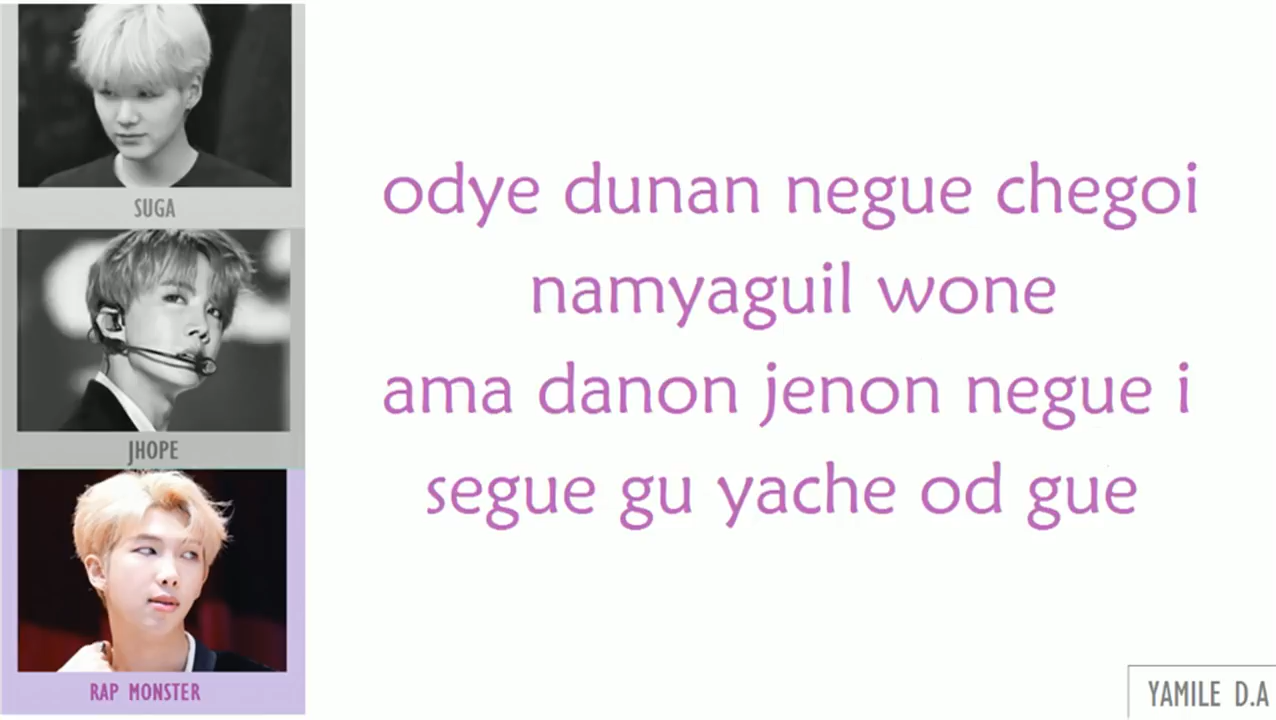 SUGA
JHOPE
RAP MONSTER
odye dunan negue chegoi
namyaguil wone
ama danon jenon negue i
segue gu yache od gue
YAMILE D.A